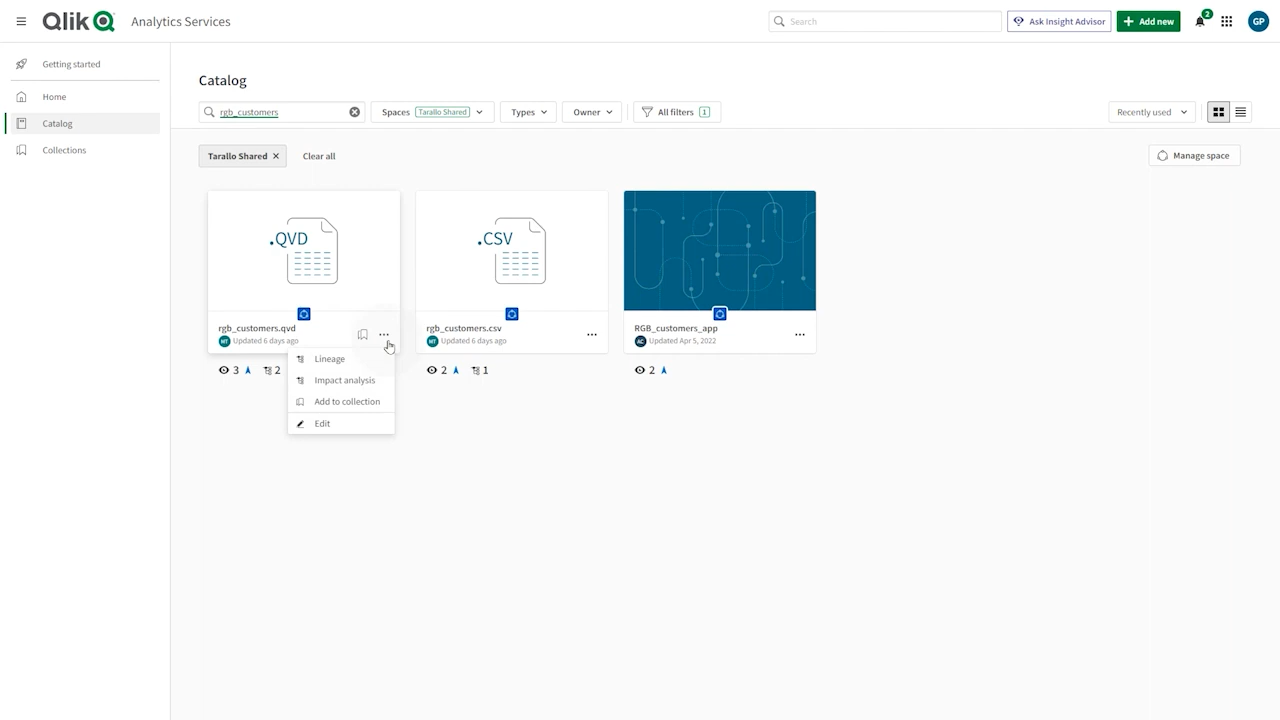 Qlik Analytics Services
Search
Ask Insight Advisor
Add new
2
GP
Getting started
Home
Catalog
Collections
Catalog
rgb_customers
Spaces Tarallo Shared
Types
Owner
All filters 1
Recently used
Tarallo Shared
Clear all
Manage space
.QVD
.CSV
rgb_customers.qvd
HT Updated 6 days ago
rgb_customers.csv
HT Updated 6 days ago
RGB_customers_app
AC Updated Apr 5, 2022
3 2
2 1
2
Lineage
Impact analysis
Add to collection
Edit